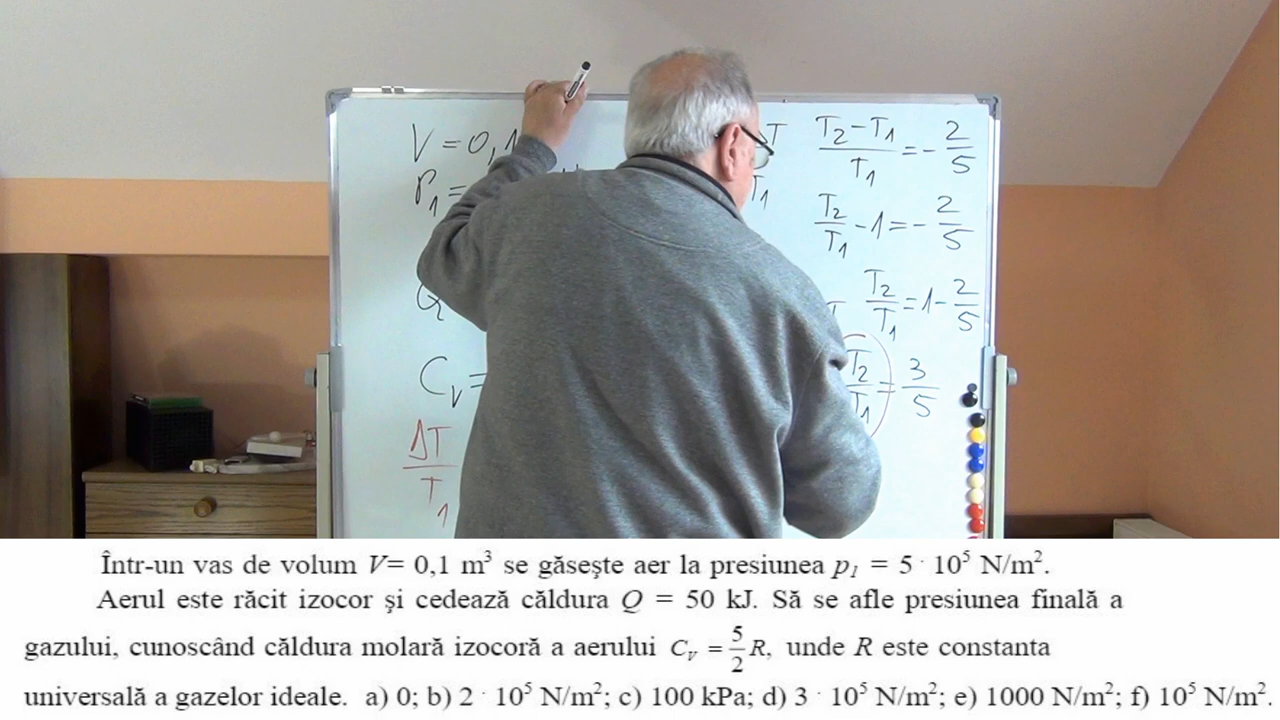 V = 0,1
T
T₂−T₁/T₁ = −2/5
P₁ =
T₁
T₂/T₁ − 1 = −2/5
Q
T₂/T₁ = 1 − 2/5
Cᵥ =
T₂/T₁ = 3/5
ΔT/T₁
Într-un vas de volum V= 0,1 m³ se găseşte aer la presiunea p₁ = 5 · 10⁵ N/m².
Aerul este răcit izocor şi cedează căldura Q = 50 kJ. Să se afle presiunea finală a
gazului, cunoscând căldura molară izocoră a aerului Cᵥ = 5/2 R, unde R este constanta
universală a gazelor ideale. a) 0; b) 2 · 10⁵ N/m²; c) 100 kPa; d) 3 · 10⁵ N/m²; e) 1000 N/m²; f) 10⁵ N/m².